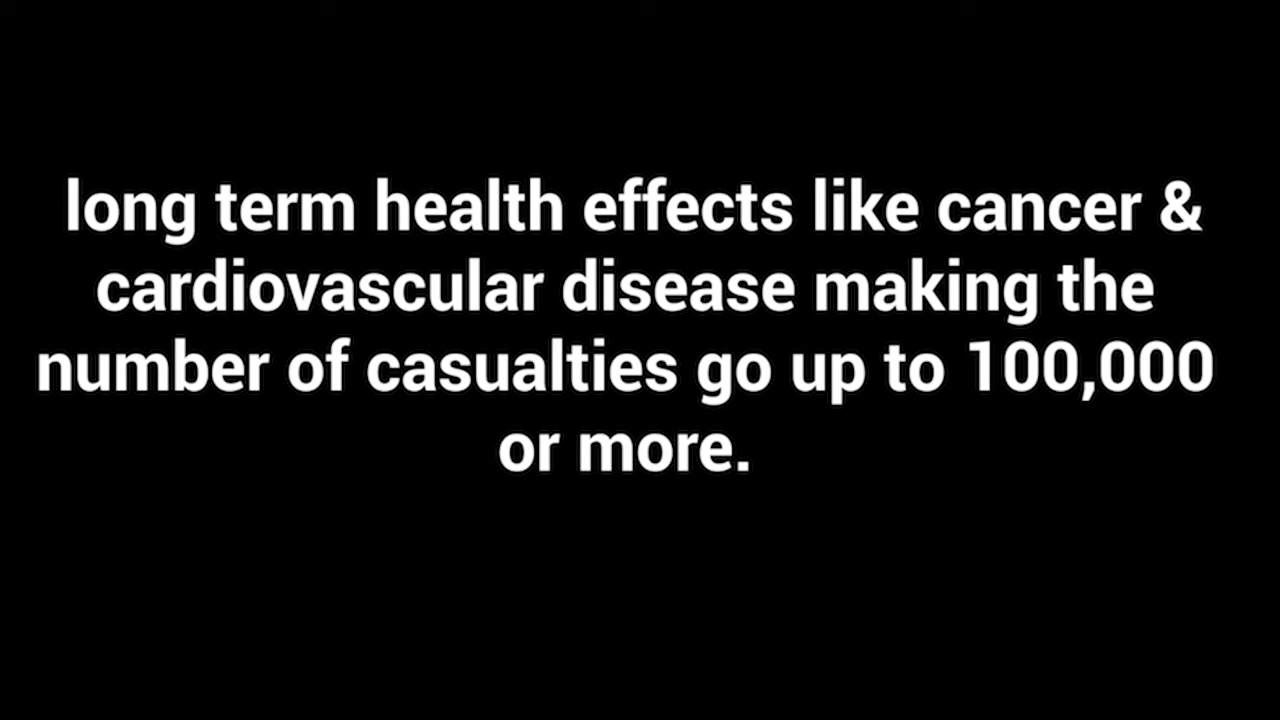 long term health effects like cancer &
cardiovascular disease making the
number of casualties go up to 100,000
or more.